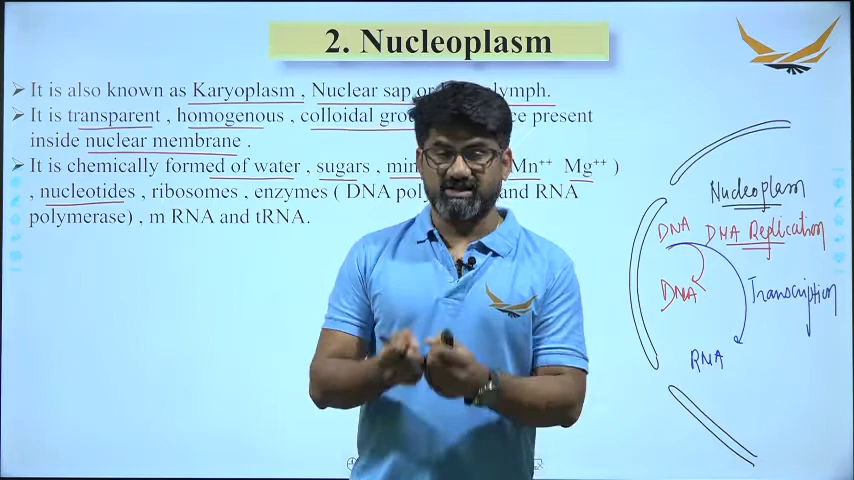 2. Nucleoplasm
➤ It is also known as Karyoplasm , Nuclear sap or lymph.
➤ It is transparent , homogenous , colloidal present
inside nuclear membrane .
➤ It is chemically formed of water , sugars , Mn⁺⁺ Mg⁺⁺ )
, nucleotides , ribosomes , enzymes ( DNA and RNA
polymerase) , m RNA and tRNA.
Nucleoplasm
DNA DNA Replication
DNA Transcription
RNA